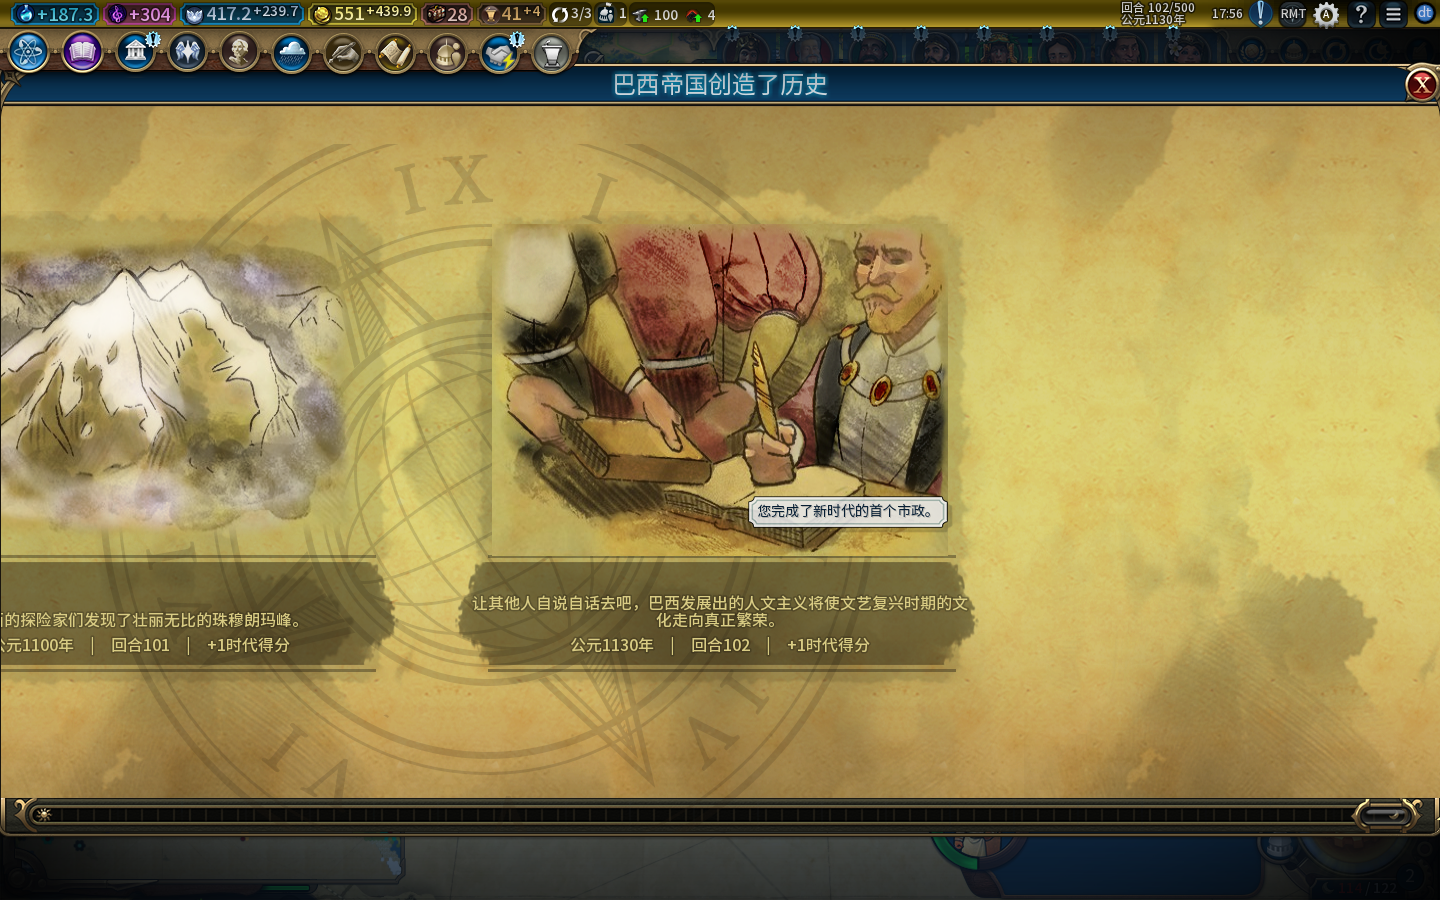 +187.3 +304 417.2 +239.7 551 +439.9 28 41 +4 3/3 1 100 4
回合 102/500
公元1130年
17:56 RMT A ? dt
巴西帝国创造了历史
X
IX I
您完成了新时代的首个市政。
的探险家们发现了壮丽无比的珠穆朗玛峰。
公元1100年 | 回合101 | +1时代得分
让其他人自说自话去吧，巴西发展出的人文主义将使文艺复兴时期的文
化走向真正繁荣。
公元1130年 | 回合102 | +1时代得分